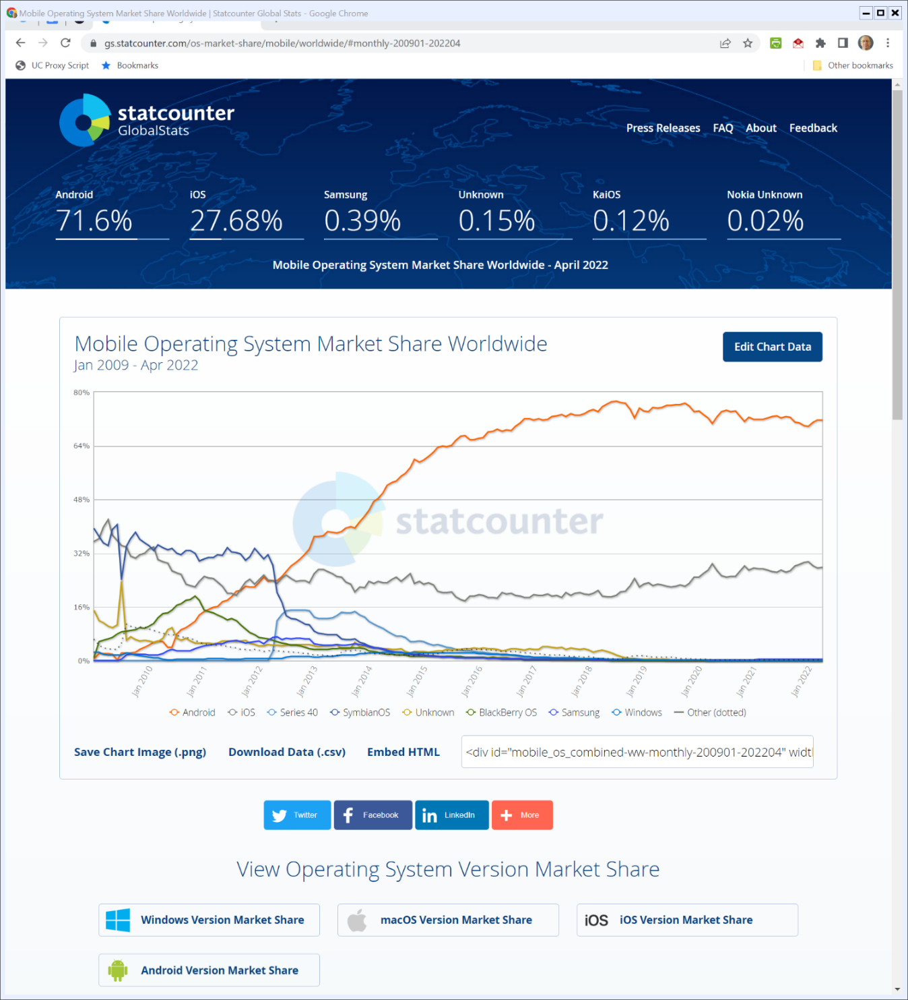 Mobile Operating System Market Share Worldwide | Statcounter Global Stats - Google Chrome
gs.statcounter.com/os-market-share/mobile/worldwide/#monthly-200901-202204
UC Proxy Script
Bookmarks
Other bookmarks
statcounter
GlobalStats
Press Releases FAQ About Feedback
Android
71.6%
iOS
27.68%
Samsung
0.39%
Unknown
0.15%
KaiOS
0.12%
Nokia Unknown
0.02%
Mobile Operating System Market Share Worldwide - April 2022
Mobile Operating System Market Share Worldwide
Jan 2009 - Apr 2022
Edit Chart Data
80%
64%
48%
32%
16%
0%
statcounter
Jan 2010
Jan 2011
Jan 2012
Jan 2013
Jan 2014
Jan 2015
Jan 2016
Jan 2017
Jan 2018
Jan 2019
Jan 2020
Jan 2021
Jan 2022
Android iOS Series 40 SymbianOS Unknown BlackBerry OS Samsung Windows Other (dotted)
Save Chart Image (.png)
Download Data (.csv)
Embed HTML
<div id="mobile_os_combined-ww-monthly-200901-202204"
Twitter
Facebook
LinkedIn
More
View Operating System Version Market Share
Windows Version Market Share
macOS Version Market Share
iOS
iOS Version Market Share
Android Version Market Share